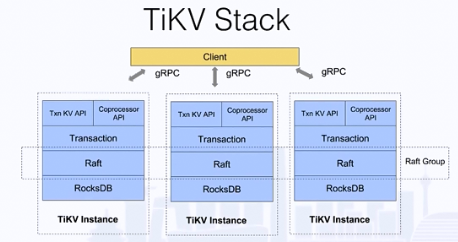 TiKV Stack
Client
gRPC
gRPC
gRPC
Txn KV API
Coprocessor
API
Transaction
Raft
RocksDB
TiKV Instance
Txn KV API
Coprocessor
API
Transaction
Raft
RocksDB
TiKV Instance
Txn KV API
Coprocessor
API
Transaction
Raft
RocksDB
TiKV Instance
Raft Group